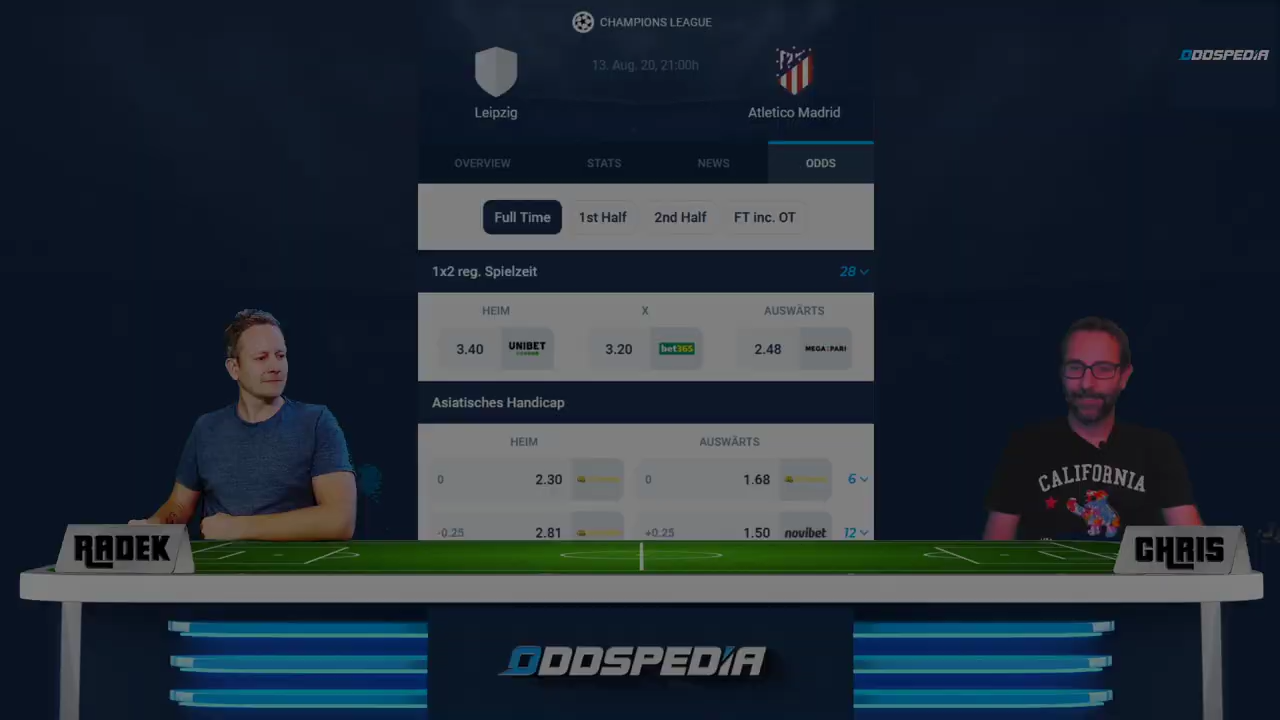 CHAMPIONS LEAGUE
ODDSPEDIA
13. Aug. 20, 21:00h
Leipzig
Atletico Madrid
OVERVIEW STATS NEWS ODDS
Full Time 1st Half 2nd Half FT inc. OT
1x2 reg. Spielzeit 28
HEIM X AUSWÄRTS
3.40 UNIBET 3.20 bet365 2.48 MEGAPARI
Asiatisches Handicap
HEIM AUSWÄRTS
0 2.30 0 1.68 6
-0.25 2.81 +0.25 1.50 novibet 12
CALIFORNIA
RADEK
CHRIS
ODDSPEDIA